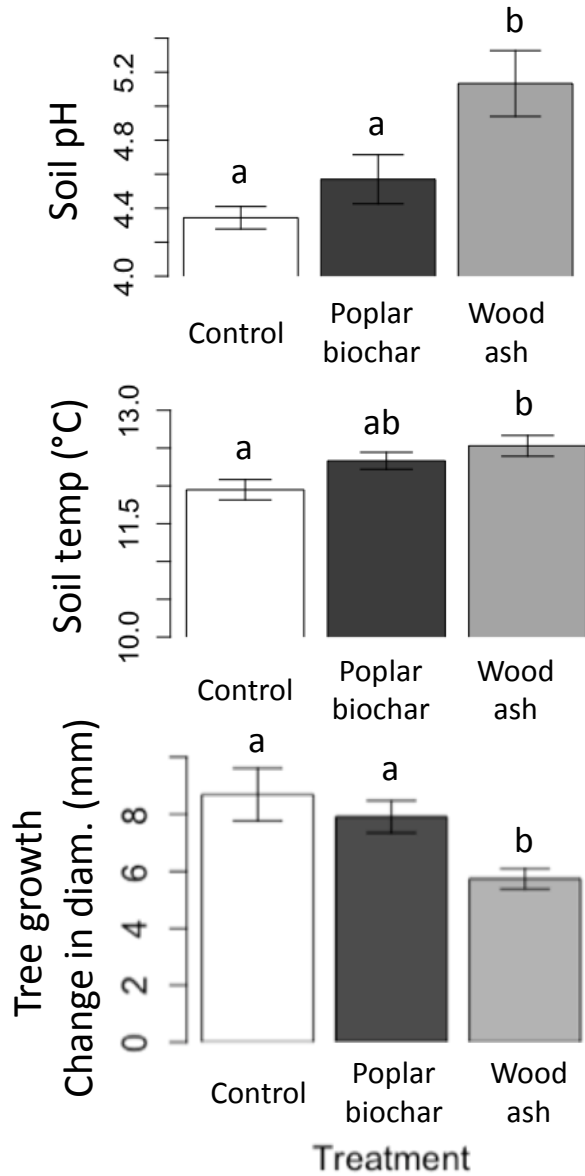 Soil pH
5.2
4.8
4.4
4.0
a
a
b
Control
Poplar
biochar
Wood
ash
Soil temp (°C)
13.0
11.5
10.0
a
ab
b
Control
Poplar
biochar
Wood
ash
Tree growth
Change in diam. (mm)
8
6
4
2
0
a
a
b
Control
Poplar
biochar
Wood
ash
Treatment